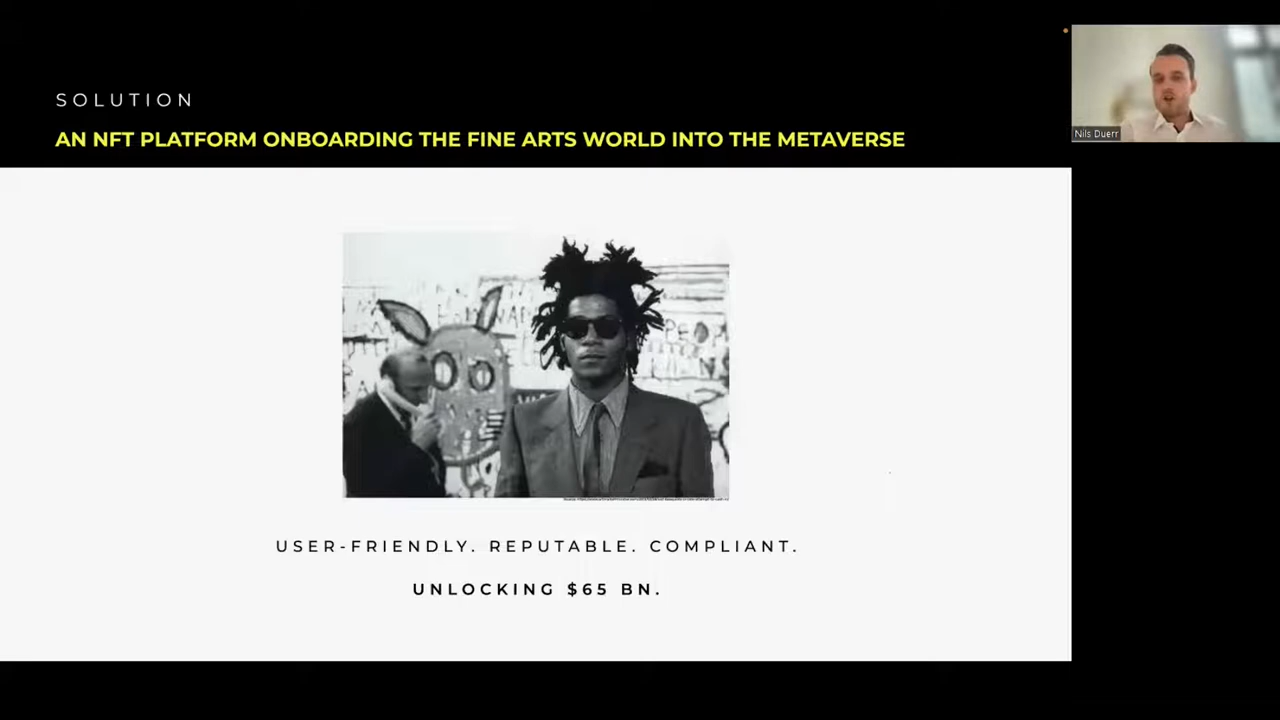 SOLUTION
AN NFT PLATFORM ONBOARDING THE FINE ARTS WORLD INTO THE METAVERSE
Nils Duerr
PEOP
USER-FRIENDLY. REPUTABLE. COMPLIANT.
UNLOCKING $65 BN.